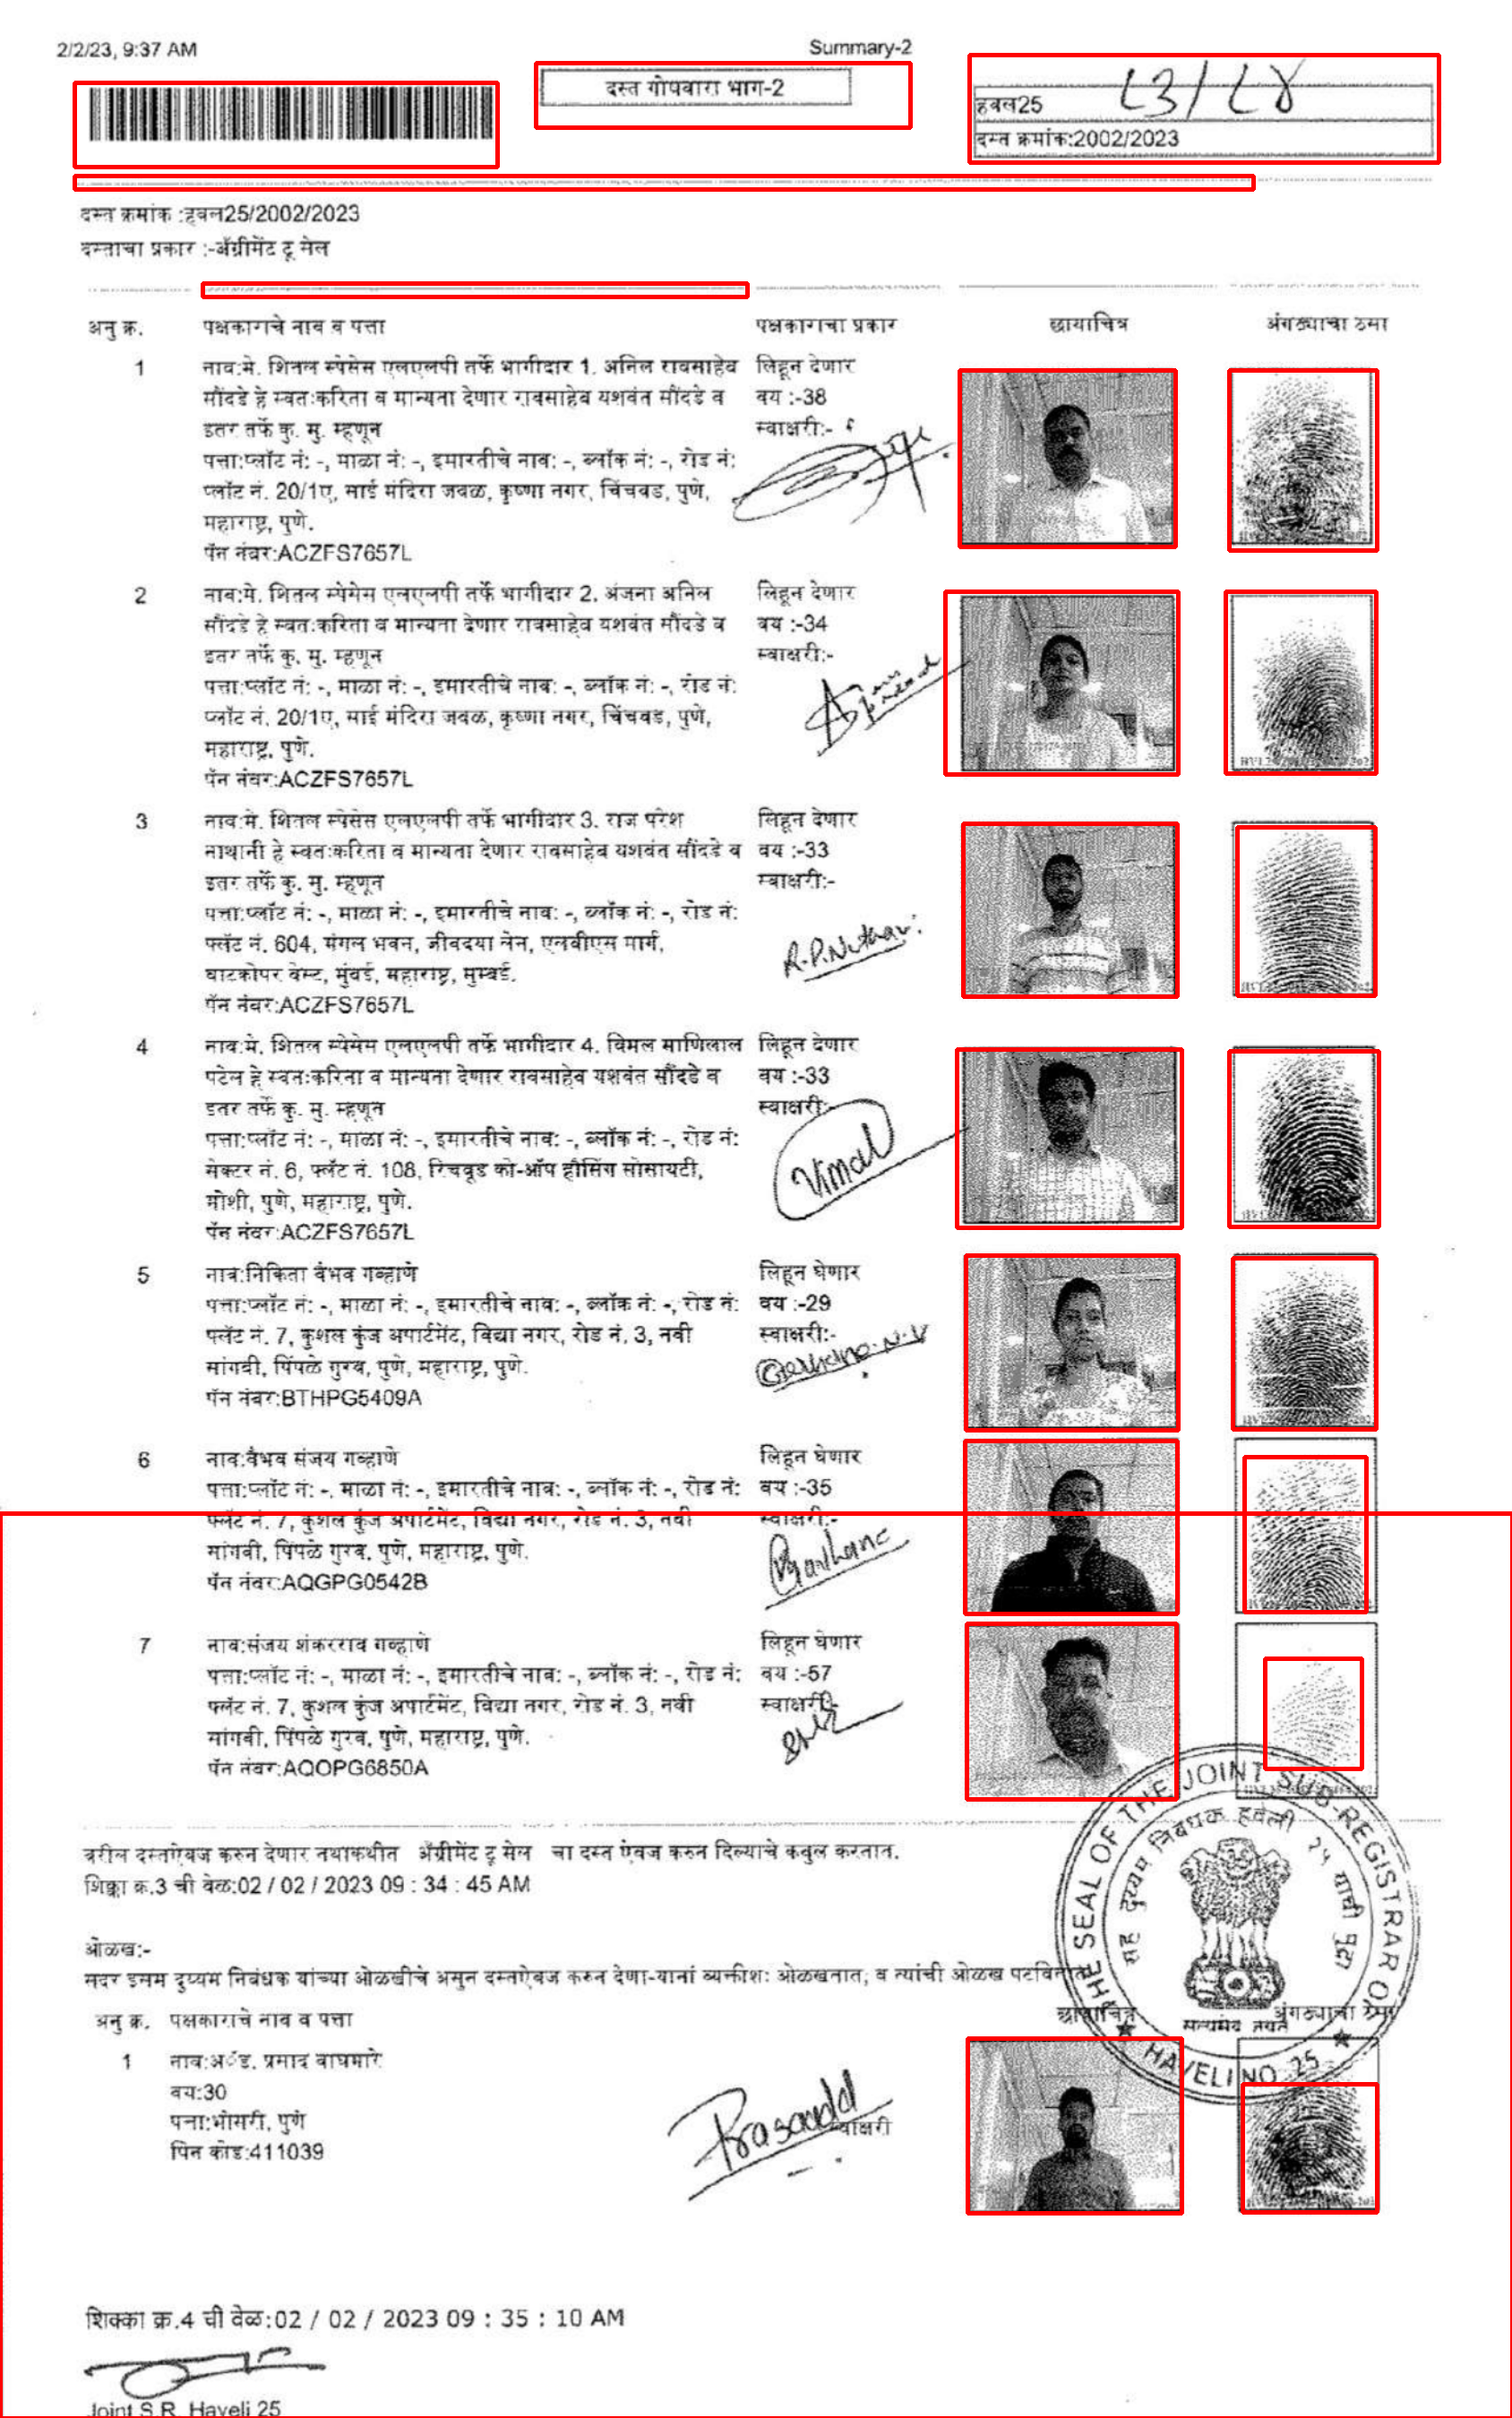 2/2/23, 9:37 AM
Summary-2
दस्त गोषवारा भाग-2
हवल25
दस्त क्रमांक:2002/2023
दस्त क्रमांक :हवल25/2002/2023
दस्ताचा प्रकार :-अँग्रीमेंट टू सेल
अनु क्र. पक्षकाराचे नाव व पत्ता पक्षकाराचा प्रकार छायाचित्र अंगठ्याचा ठसा
1 नाव:मे. शितल स्पेसेस एलएलपी तर्फे भागीदार 1. अनिल रावसाहेब
सौंदडे हे स्वतःकरिता व मान्यता देणार रावसाहेब यशवंत सौंदडे व
इतर तर्फे कु. मु. म्हणून
पत्ता:प्लॉट नं: -, माळा नं: -, इमारतीचे नाव: -, ब्लॉक नं: -, रोड नं:
प्लॉट नं. 20/1ए, साई मंदिरा जवळ, कृष्णा नगर, चिंचवड, पुणे,
महाराष्ट्र, पुणे.
पॅन नंबर:ACZFS7657L
लिहून देणार
वय :-38
स्वाक्षरी:-
2 नाव:मे. शितल स्पेसेस एलएलपी तर्फे भागीदार 2. अंजना अनिल
सौंदडे हे स्वतःकरिता व मान्यता देणार रावसाहेब यशवंत सौंदडे व
इतर तर्फे कु. मु. म्हणून
पत्ता:प्लॉट नं: -, माळा नं: -, इमारतीचे नाव: -, ब्लॉक नं: -, रोड नं:
प्लॉट नं. 20/1ए, साई मंदिरा जवळ, कृष्णा नगर, चिंचवड, पुणे,
महाराष्ट्र, पुणे.
पॅन नंबर:ACZFS7657L
लिहून देणार
वय :-34
स्वाक्षरी:-
3 नाव:मे. शितल स्पेसेस एलएलपी तर्फे भागीदार 3. राज परेश
नाथानी हे स्वतःकरिता व मान्यता देणार रावसाहेब यशवंत सौंदडे व
इतर तर्फे कु. मु. म्हणून
पत्ता:प्लॉट नं: -, माळा नं: -, इमारतीचे नाव: -, ब्लॉक नं: -, रोड नं:
फ्लॅट नं. 604, मंगल भवन, जीवदया लेन, एलबीएस मार्ग,
घाटकोपर वेस्ट, मुंबई, महाराष्ट्र, मुम्बई.
पॅन नंबर:ACZFS7657L
लिहून देणार
वय :-33
स्वाक्षरी:-
R.P.Nathani
4 नाव:मे. शितल स्पेसेस एलएलपी तर्फे भागीदार 4. विमल माणिलाल
पटेल हे स्वतःकरिता व मान्यता देणार रावसाहेब यशवंत सौंदडे व
इतर तर्फे कु. मु. म्हणून
पत्ता:प्लॉट नं: -, माळा नं: -, इमारतीचे नाव: -, ब्लॉक नं: -, रोड नं:
सेक्टर नं. 6, फ्लॅट नं. 108, रिचवूड को-ऑप हौसिंग सोसायटी,
मोशी, पुणे, महाराष्ट्र, पुणे.
पॅन नंबर:ACZFS7657L
लिहून देणार
वय :-33
स्वाक्षरी:-
Vimal
5 नाव:निकिता वैभव गव्हाणे
पत्ता:प्लॉट नं: -, माळा नं: -, इमारतीचे नाव: -, ब्लॉक नं: -, रोड नं:
फ्लॅट नं. 7, कुशल कुंज अपार्टमेंट, विद्या नगर, रोड नं. 3, नवी
सांगवी, पिंपळे गुरव, पुणे, महाराष्ट्र, पुणे.
पॅन नंबर:BTHPG5409A
लिहून घेणार
वय :-29
स्वाक्षरी:-
Gavhane.N.V
6 नाव:वैभव संजय गव्हाणे
पत्ता:प्लॉट नं: -, माळा नं: -, इमारतीचे नाव: -, ब्लॉक नं: -, रोड नं:
फ्लॅट नं. 7, कुशल कुंज अपार्टमेंट, विद्या नगर, रोड नं. 3, नवी
सांगवी, पिंपळे गुरव, पुणे, महाराष्ट्र, पुणे.
पॅन नंबर:AQGPG0542B
लिहून घेणार
वय :-35
स्वाक्षरी:-
7 नाव:संजय शंकरराव गव्हाणे
पत्ता:प्लॉट नं: -, माळा नं: -, इमारतीचे नाव: -, ब्लॉक नं: -, रोड नं:
फ्लॅट नं. 7, कुशल कुंज अपार्टमेंट, विद्या नगर, रोड नं. 3, नवी
सांगवी, पिंपळे गुरव, पुणे, महाराष्ट्र, पुणे.
पॅन नंबर:AQOPG6850A
लिहून घेणार
वय :-57
स्वाक्षरी:-
वरील दस्तऐवज करुन देणार तथाकथीत अँग्रीमेंट टू सेल चा दस्त ऐवज करुन दिल्याचे कबुल करतात.
शिक्का क्र.3 ची वेळ:02 / 02 / 2023 09 : 34 : 45 AM
THE SEAL OF THE JOINT SUB-REGISTRAR
सह दुय्यम निबंधक हवेली २५ यांची मुद्रा
सत्यमेव जयते
HAVELI NO. 25
ओळख:-
सदर इसम दुय्यम निबंधक यांच्या ओळखीचे असुन दस्तऐवज करुन देणा-यानां व्यक्तीशः ओळखतात, व त्यांची ओळख पटवितात
अनु क्र. पक्षकाराचे नाव व पत्ता छायाचित्र अंगठ्याचा ठसा
1 नाव:अॅड. प्रसाद वाघमारे
वय:30
पत्ता:भोसरी, पुणे
पिन कोड:411039
स्वाक्षरी
शिक्का क्र.4 ची वेळ:02 / 02 / 2023 09 : 35 : 10 AM
Joint S.R. Haveli 25